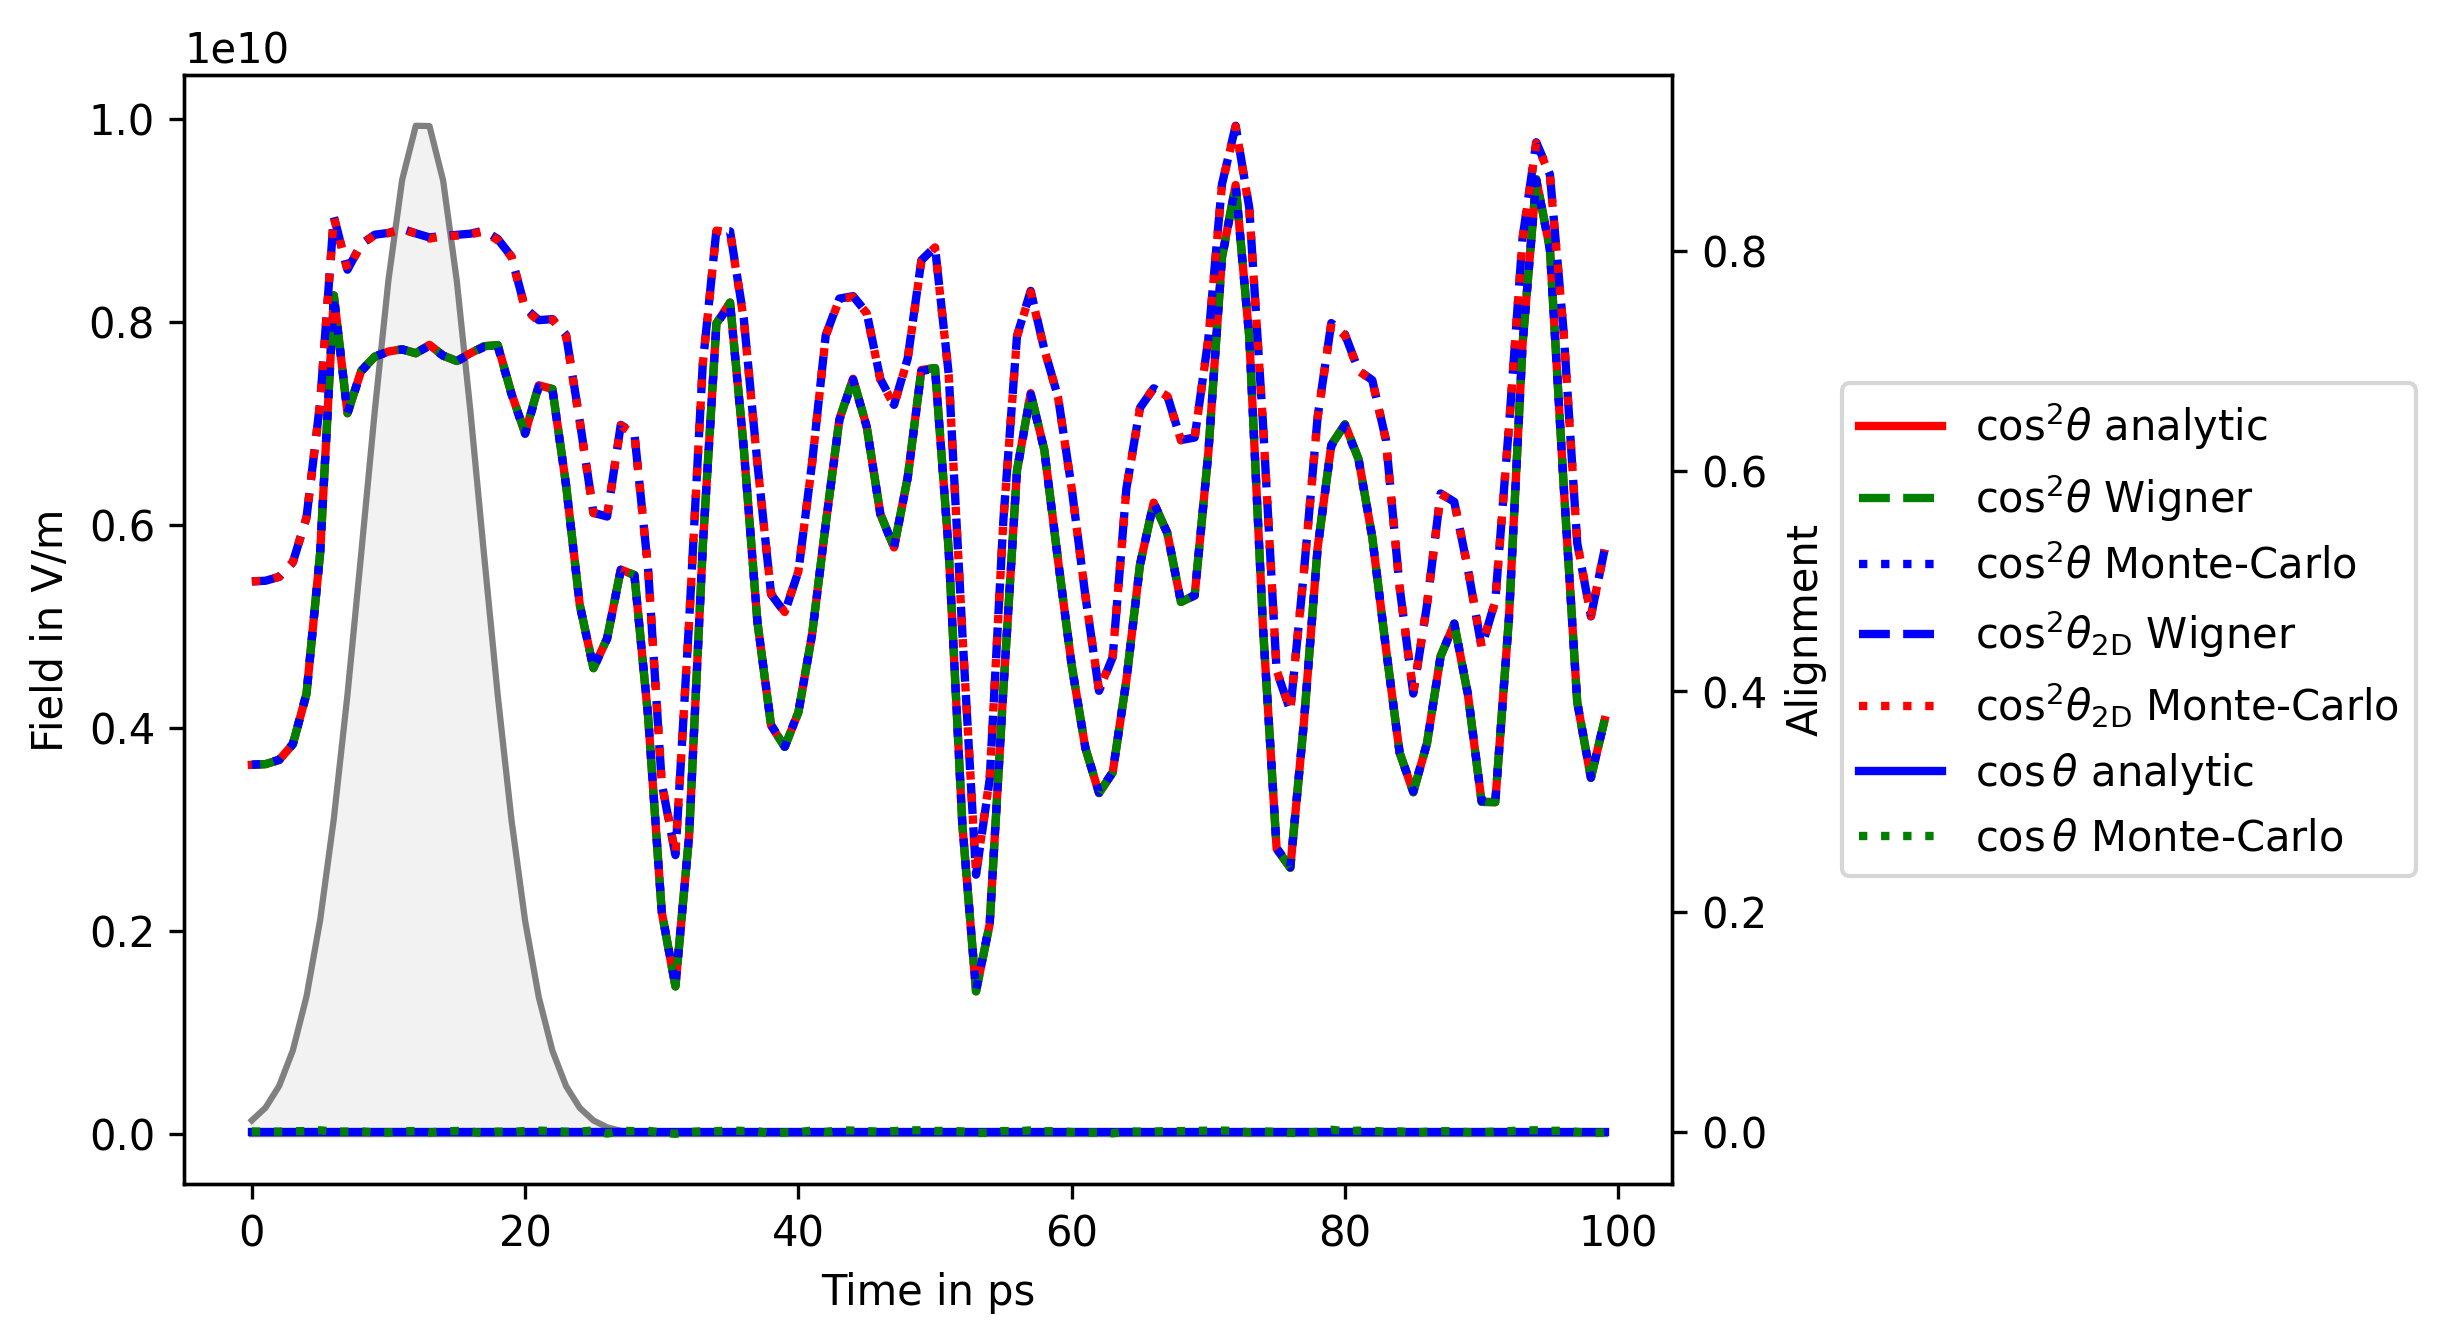 1e10
1.0
0.8
0.6
0.4
0.2
0.0
Field in V/m
0
20
40
60
80
100
Time in ps
0.8
0.6
0.4
0.2
0.0
Alignment
cos²θ analytic
cos²θ Wigner
cos²θ Monte-Carlo
cos²θ₂D Wigner
cos²θ₂D Monte-Carlo
cos θ analytic
cos θ Monte-Carlo